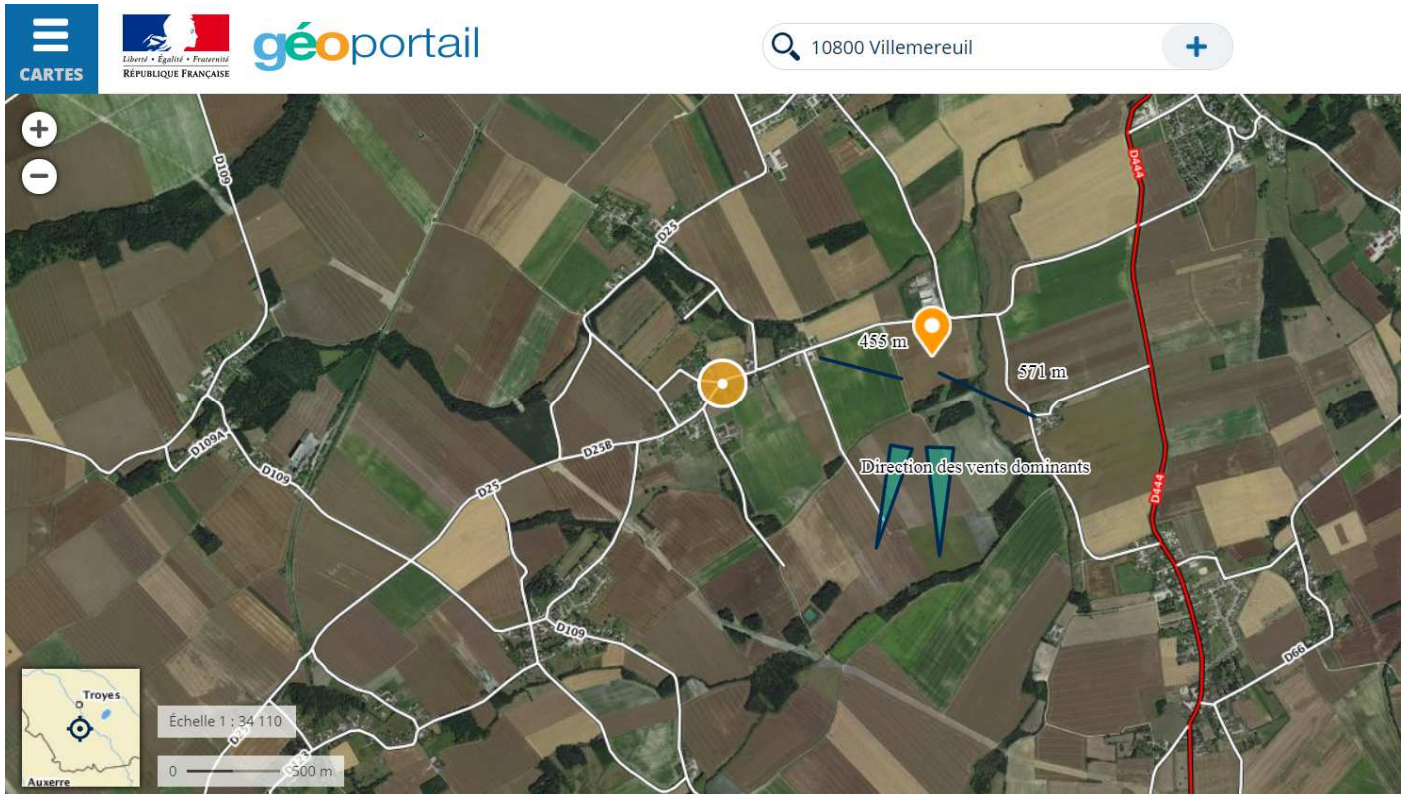 CARTES
Liberté • Égalité • Fraternité
RÉPUBLIQUE FRANÇAISE
géoportail
10800 Villemereuil
+
+
−
D109
D444
D25
455 m
571 m
D25B
D109A
D109
Direction des vents dominants
D25
D444
D109
D66
Troyes
Auxerre
Échelle 1 : 34 110
0
500 m